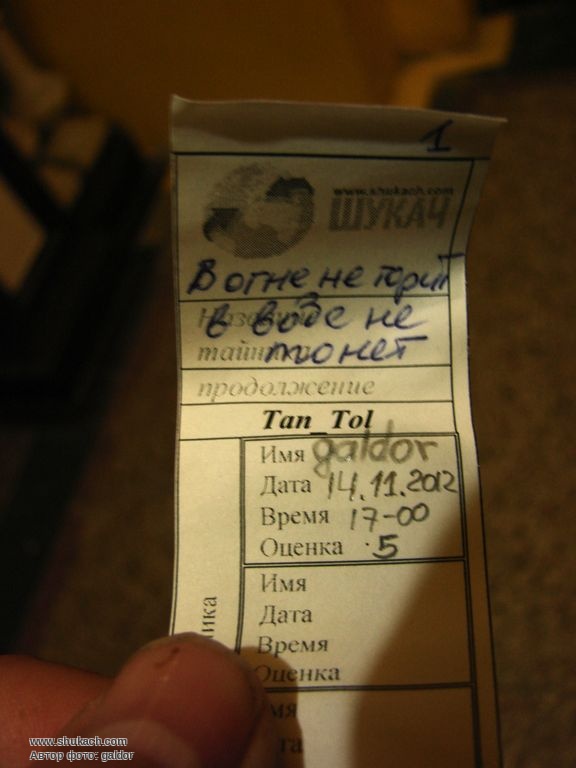 1
www.shukach.com
ШУКАЧ
В огне не горит
в воде не
тонет
продолжение
Tan_Tol
Имя galdor
Дата 14.11.2012
Время 17-00
Оценка 5
Имя
Дата
Время
Оценка
www.shukach.com
Автор фото: galdor